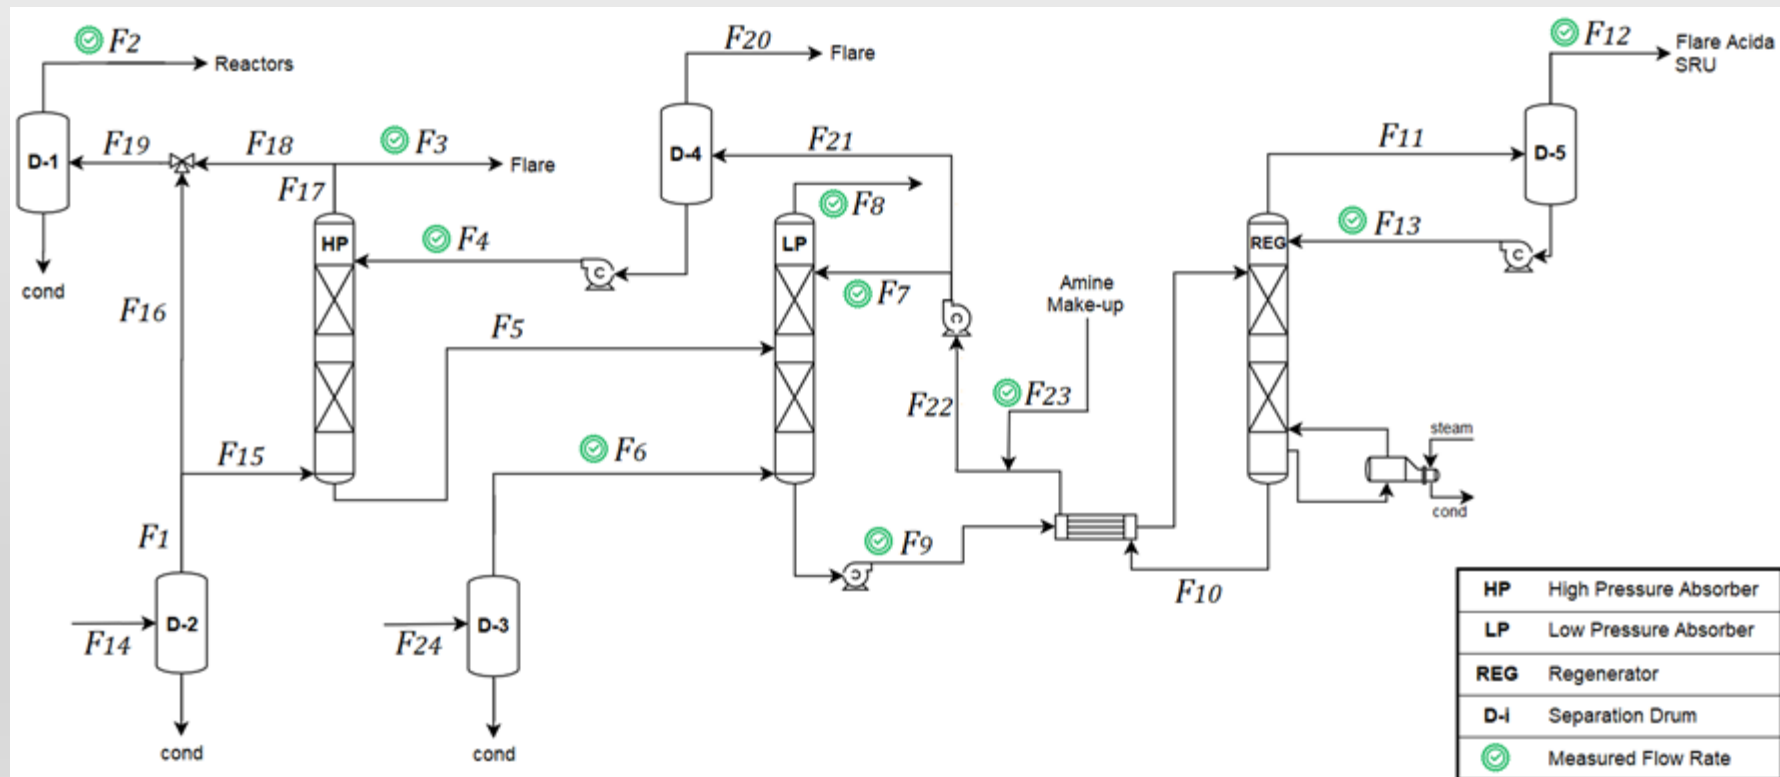 F2
Reactors
F20
Flare
F12
Flare Acida
SRU
D-1
F19
F18
F3
Flare
F17
D-4
F21
F11
D-5
F8
HP
F4
LP
F7
REG
F13
cond
Amine
Make-up
F16
F5
F22
F23
F15
F6
steam
cond
F1
F9
F10
F14
D-2
F24
D-3
cond
cond
C
C
C
C
HP High Pressure Absorber
LP Low Pressure Absorber
REG Regenerator
D-i Separation Drum
Measured Flow Rate